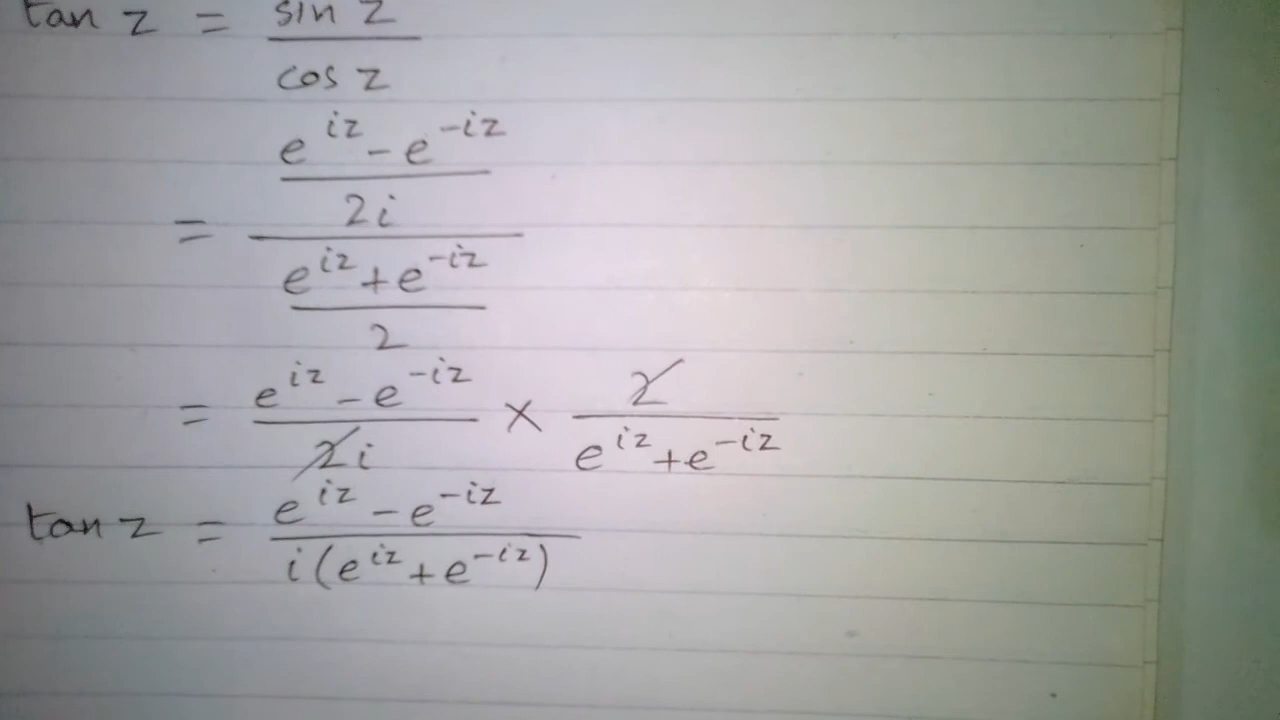 tan z = sin z / cos z
= ((e^{iz} - e^{-iz}) / 2i) / ((e^{iz} + e^{-iz}) / 2)
= (e^{iz} - e^{-iz}) / 2i × 2 / (e^{iz} + e^{-iz})
tan z = (e^{iz} - e^{-iz}) / i(e^{iz} + e^{-iz})